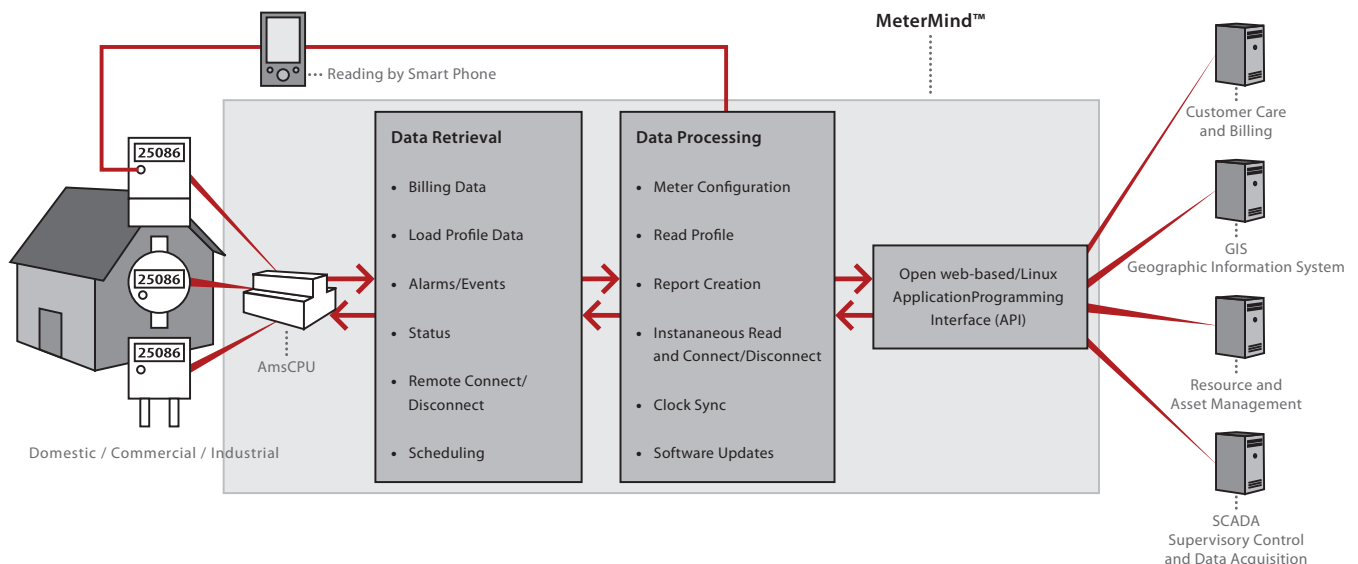 MeterMind™
Reading by Smart Phone
25086
25086
25086
Domestic / Commercial / Industrial
AmsCPU
Data Retrieval
• Billing Data
• Load Profile Data
• Alarms/Events
• Status
• Remote Connect/
Disconnect
• Scheduling
Data Processing
• Meter Configuration
• Read Profile
• Report Creation
• Instananeous Read
and Connect/Disconnect
• Clock Sync
• Software Updates
Open web-based/Linux
ApplicationProgramming
Interface (API)
Customer Care
and Billing
GIS
Geographic Information System
Resource and
Asset Management
SCADA
Supervisory Control
and Data Acquisition